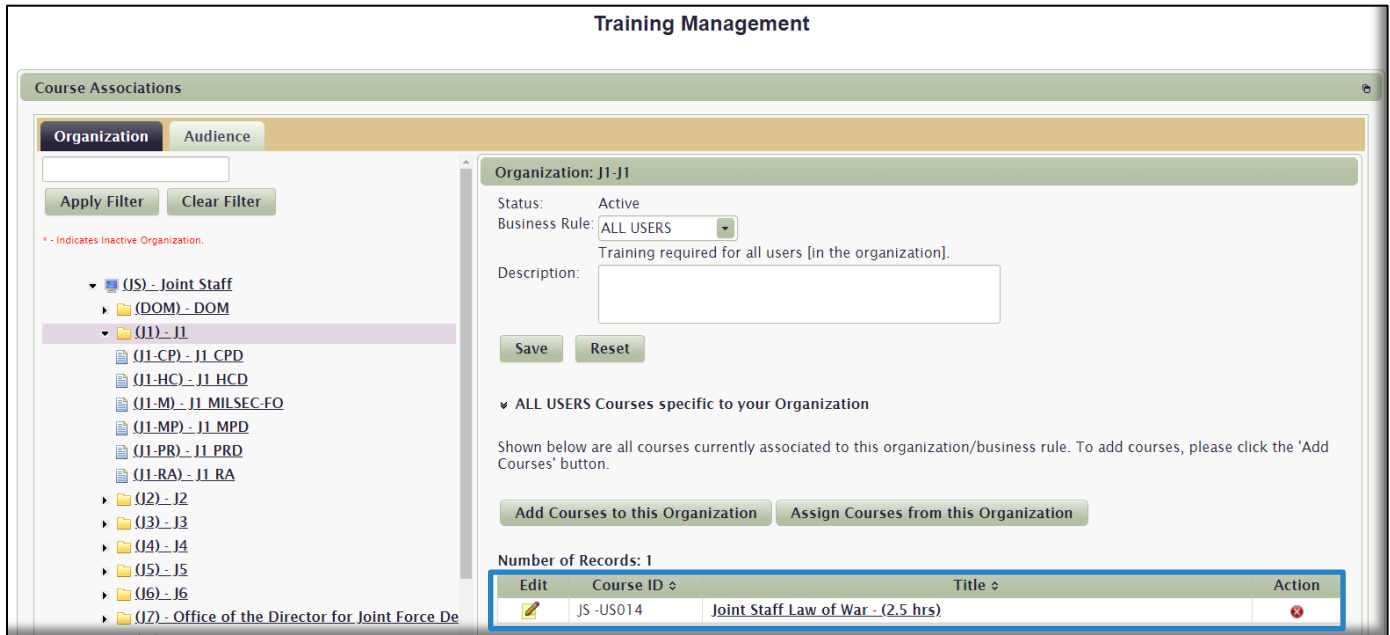 Training Management
Course Associations
Organization
Audience
Apply Filter
Clear Filter
* - Indicates Inactive Organization.
(JS) - Joint Staff
(DOM) - DOM
(J1) - J1
(J1-CP) - J1 CPD
(J1-HC) - J1 HCD
(J1-M) - J1 MILSEC-FO
(J1-MP) - J1 MPD
(J1-PR) - J1 PRD
(J1-RA) - J1 RA
(J2) - J2
(J3) - J3
(J4) - J4
(J5) - J5
(J6) - J6
(J7) - Office of the Director for Joint Force De
Organization: J1-J1
Status: Active
Business Rule: ALL USERS
Training required for all users [in the organization].
Description:
Save Reset
ALL USERS Courses specific to your Organization
Shown below are all courses currently associated to this organization/business rule. To add courses, please click the 'Add
Courses' button.
Add Courses to this Organization Assign Courses from this Organization
Number of Records: 1
Edit Course ID Title Action
JS -US014 Joint Staff Law of War - (2.5 hrs)